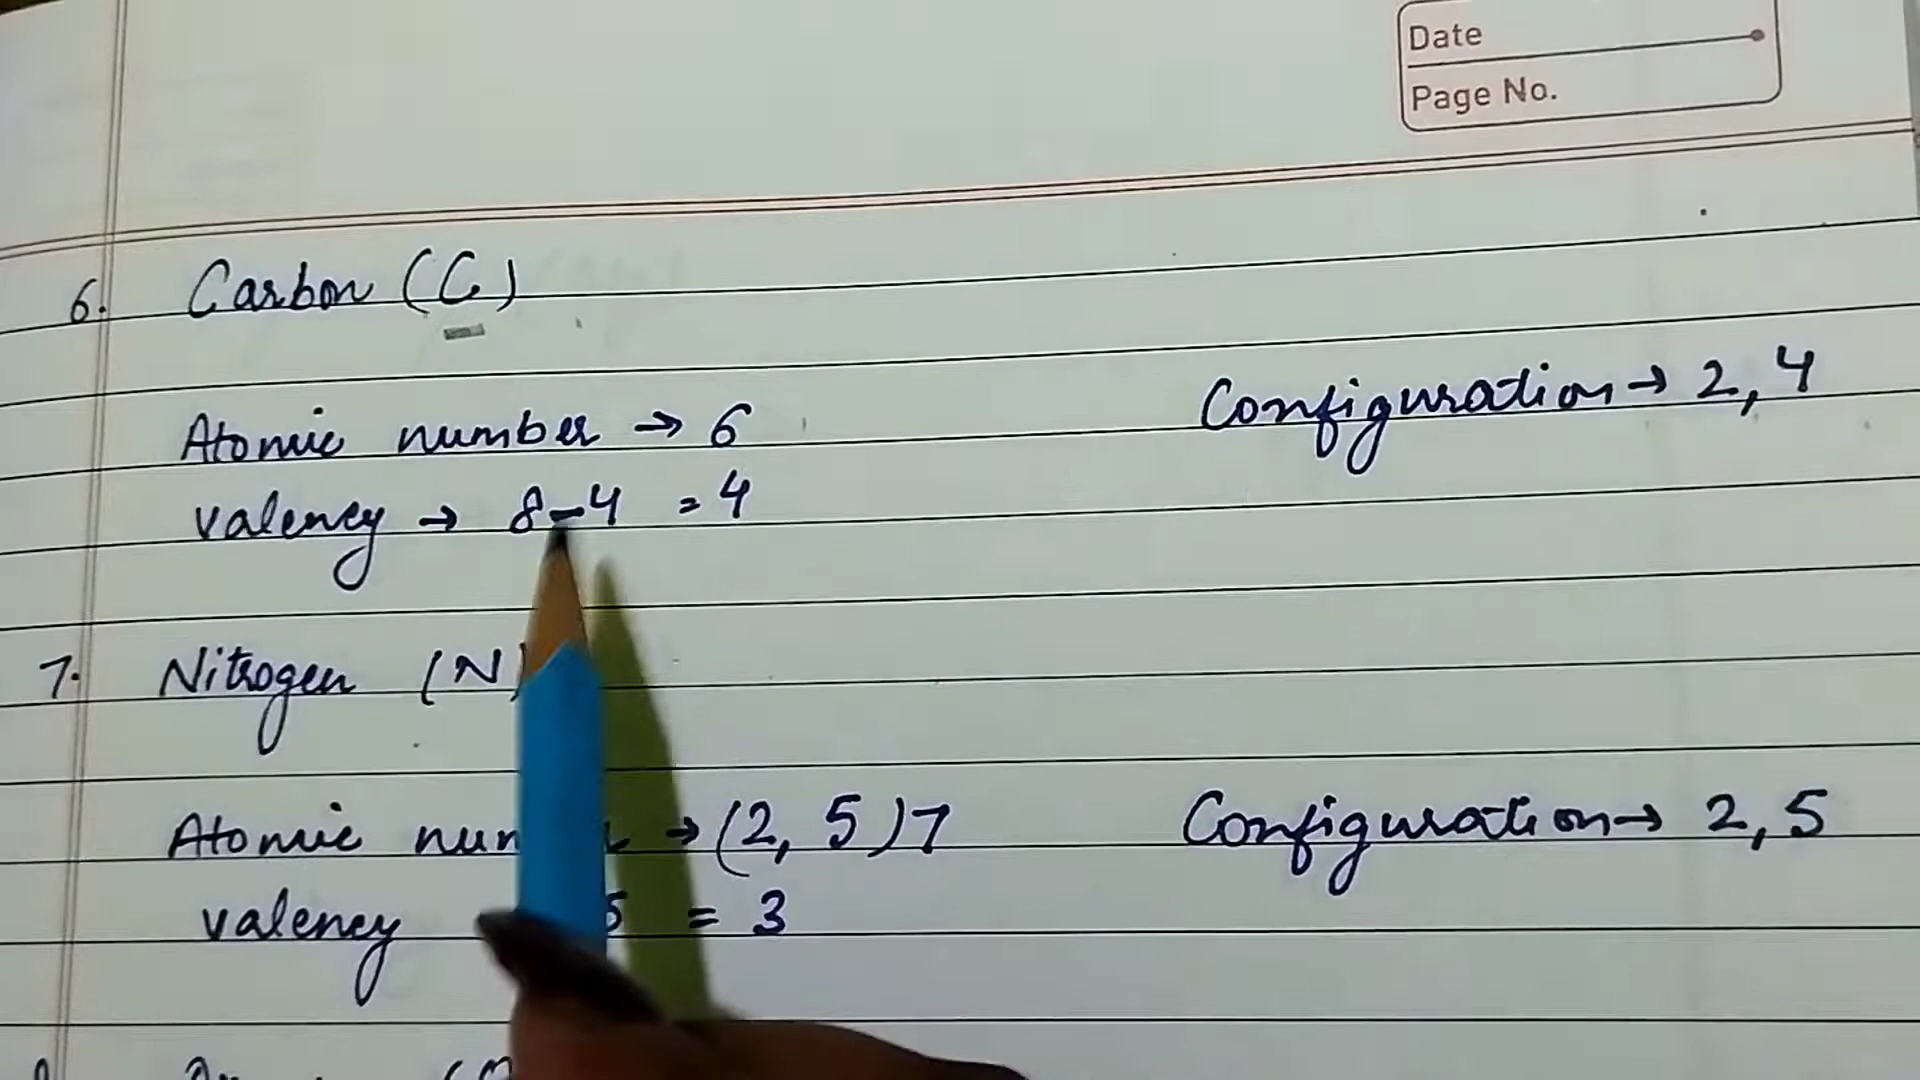 Date
Page No.
6. Carbon (C)
Atomic number → 6 Configuration → 2, 4
valency → 8-4 = 4
7. Nitrogen (N)
Atomic → (2, 5) 7 Configuration → 2, 5
valency 5 = 3